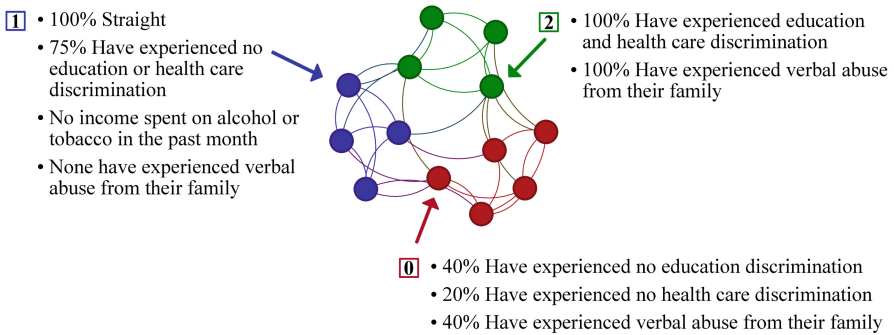 1
• 100% Straight
• 75% Have experienced no
education or health care
discrimination
• No income spent on alcohol or
tobacco in the past month
• None have experienced verbal
abuse from their family
2
• 100% Have experienced education
and health care discrimination
• 100% Have experienced verbal abuse
from their family
0
• 40% Have experienced no education discrimination
• 20% Have experienced no health care discrimination
• 40% Have experienced verbal abuse from their family